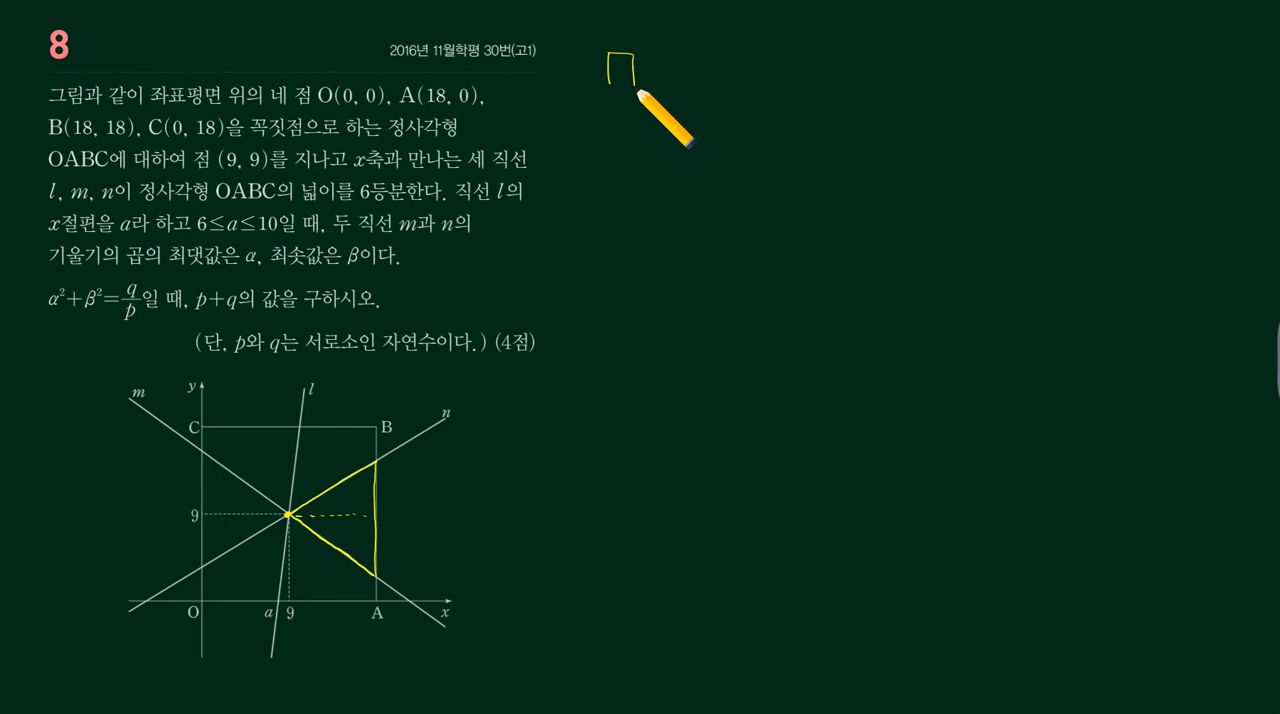 8
2016년 11월학평 30번(고1)
그림과 같이 좌표평면 위의 네 점 O(0, 0), A(18, 0),
B(18, 18), C(0, 18)을 꼭짓점으로 하는 정사각형
OABC에 대하여 점 (9, 9)를 지나고 x축과 만나는 세 직선
l, m, n이 정사각형 OABC의 넓이를 6등분한다. 직선 l의
x절편을 a라 하고 6≤a≤10일 때, 두 직선 m과 n의
기울기의 곱의 최댓값은 α, 최솟값은 β이다.
α²+β²=q/p일 때, p+q의 값을 구하시오.
(단, p와 q는 서로소인 자연수이다.) (4점)
m
y
l
n
C
B
9
O
a
9
A
x